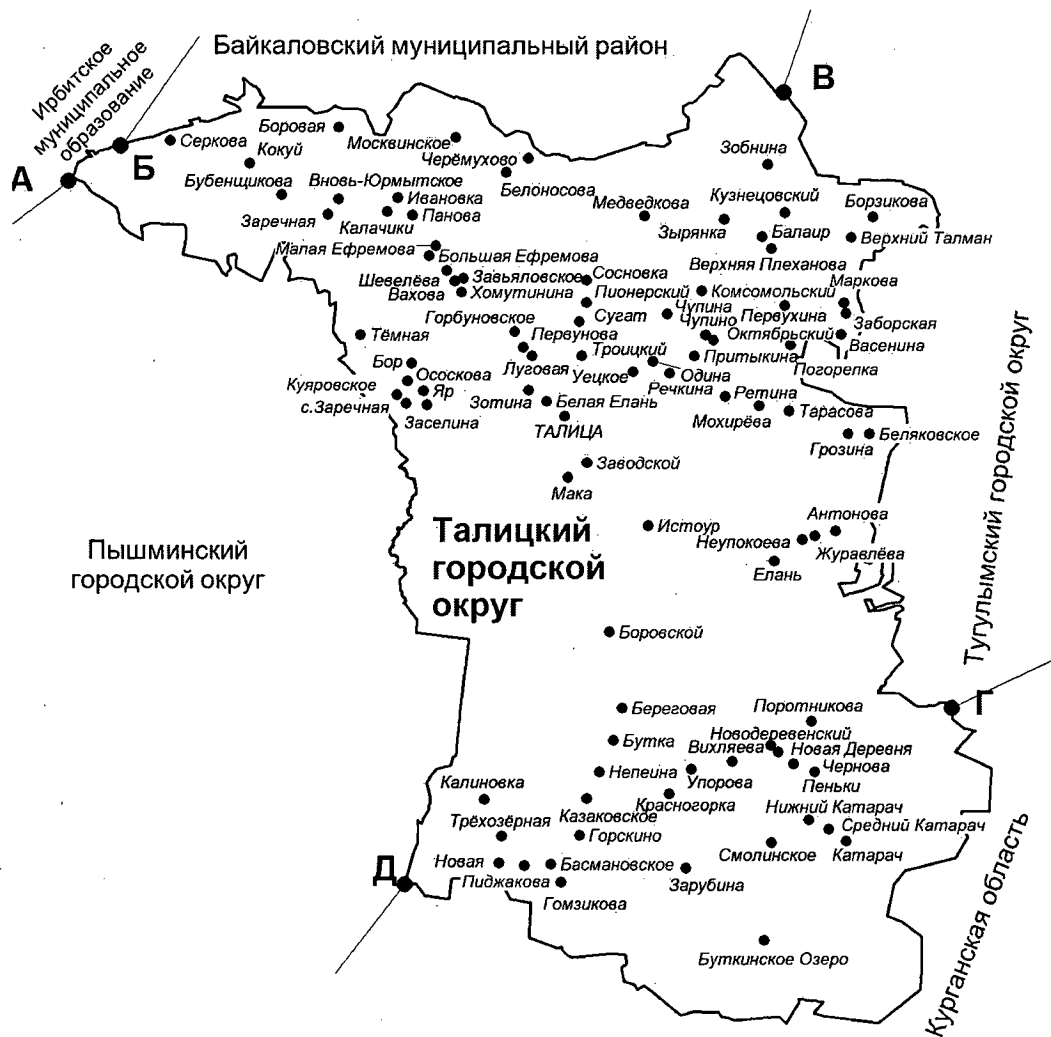 Ирбитское
муниципальное
образование
Байкаловский муниципальный район
В
А
Б
Серкова
Боровая
Москвинское
Кокуй
Черёмухово
Зобнина
Бубенщикова
Вновь-Юрмытское
Белоносова
Ивановка
Медведкова
Кузнецовский
Борзикова
Заречная
Калачики
Панова
Зырянка
Балаир
Верхний Талман
Малая Ефремова
Большая Ефремова
Верхняя Плеханова
Шевелёва
Завьяловское
Сосновка
Маркова
Вахова
Хомутинина
Пионерский
Комсомольский
Горбуновское
Сугат
Чупина
Первухина
Заборская
Тёмная
Первунова
Чупино
Октябрьский
Васенина
Бор
Луговая
Троицкий
Притыкина
Погорелка
Ососкова
Уецкое
Одина
Куяровское
Яр
Речкина
с.Заречная
Зотина
Белая Елань
Ретина
Заселина
ТАЛИЦА
Мохирёва
Тарасова
Грозина
Беляковское
Заводской
Мака
Талицкий
городской
округ
Истоур
Антонова
Неупокоева
Журавлёва
Елань
Пышминский
городской округ
Тугулымский городской округ
Боровской
Г
Береговая
Поротникова
Бутка
Новодеревенский
Вихляева
Новая Деревня
Непеина
Упорова
Чернова
Пеньки
Калиновка
Казаковское
Красногорка
Нижний Катарач
Трёхозёрная
Горскино
Средний Катарач
Смолинское
Катарач
Д
Новая
Басмановское
Пиджакова
Зарубина
Гомзикова
Буткинское Озеро
Курганская область